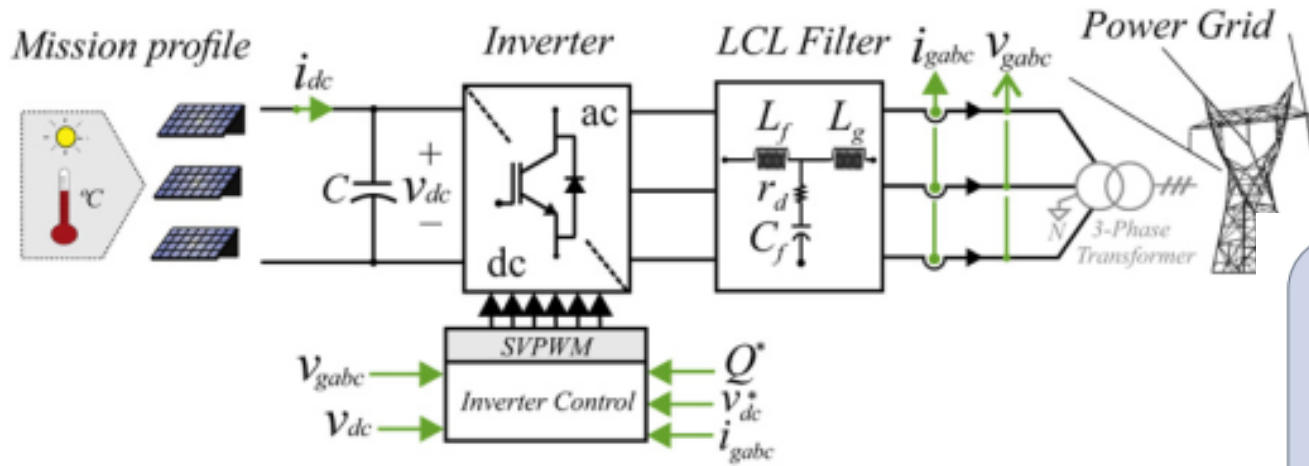 Mission profile
Inverter
LCL Filter
Power Grid
i_dc
i_gabc
v_gabc
ac
L_f
L_g
°C
C
+
v_dc
−
r_d
C_f
N
3-Phase
Transformer
dc
SVPWM
v_gabc
Q*
Inverter Control
v*_dc
v_dc
i_gabc